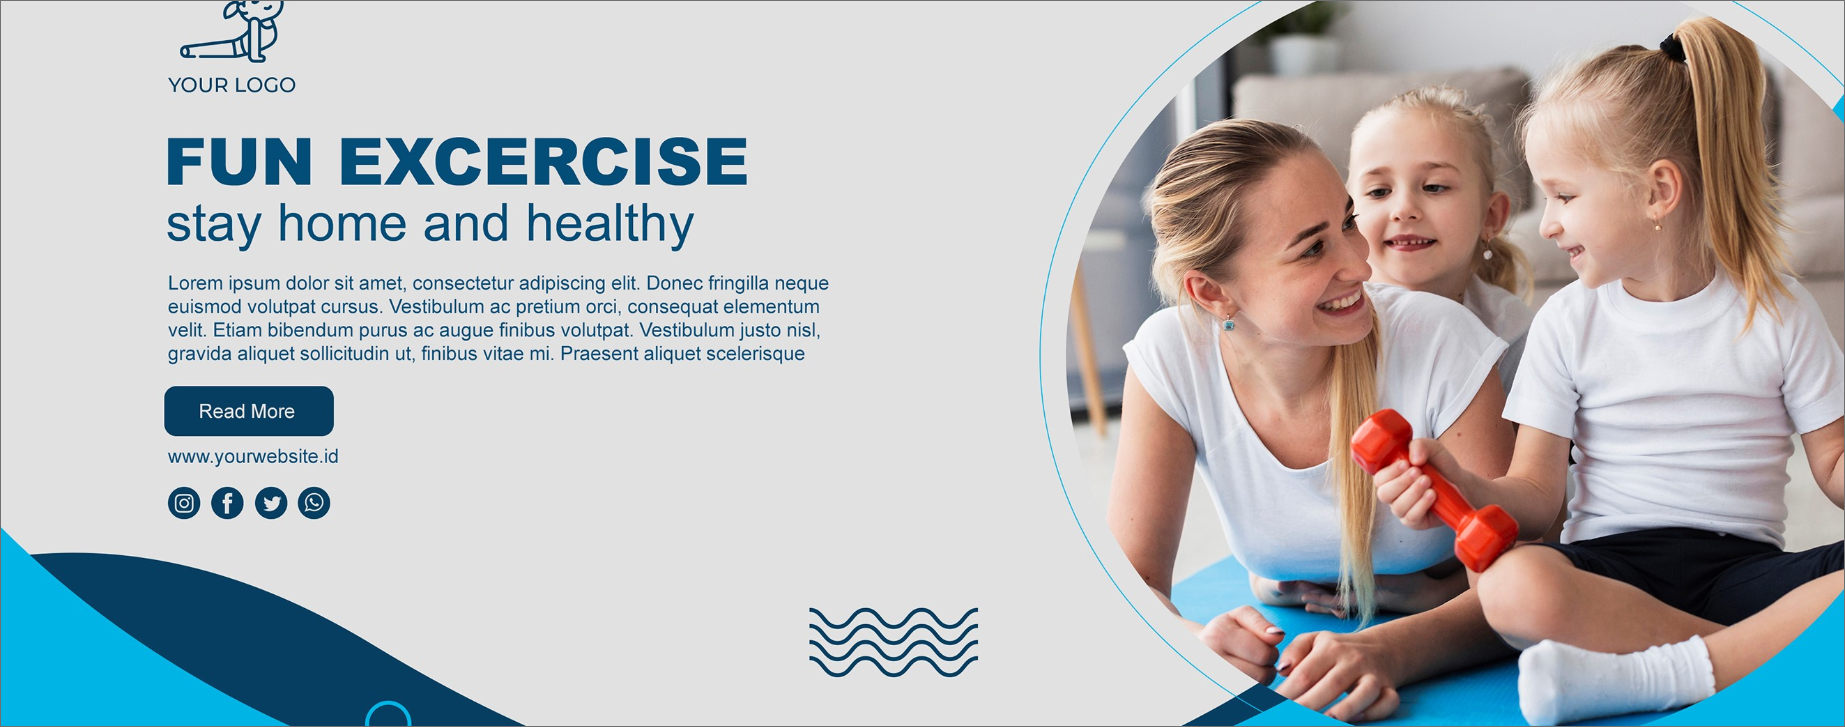 YOUR LOGO
FUN EXCERCISE
stay home and healthy
Lorem ipsum dolor sit amet, consectetur adipiscing elit. Donec fringilla neque
euismod volutpat cursus. Vestibulum ac pretium orci, consequat elementum
velit. Etiam bibendum purus ac augue finibus volutpat. Vestibulum justo nisl,
gravida aliquet sollicitudin ut, finibus vitae mi. Praesent aliquet scelerisque
Read More
www.yourwebsite.id